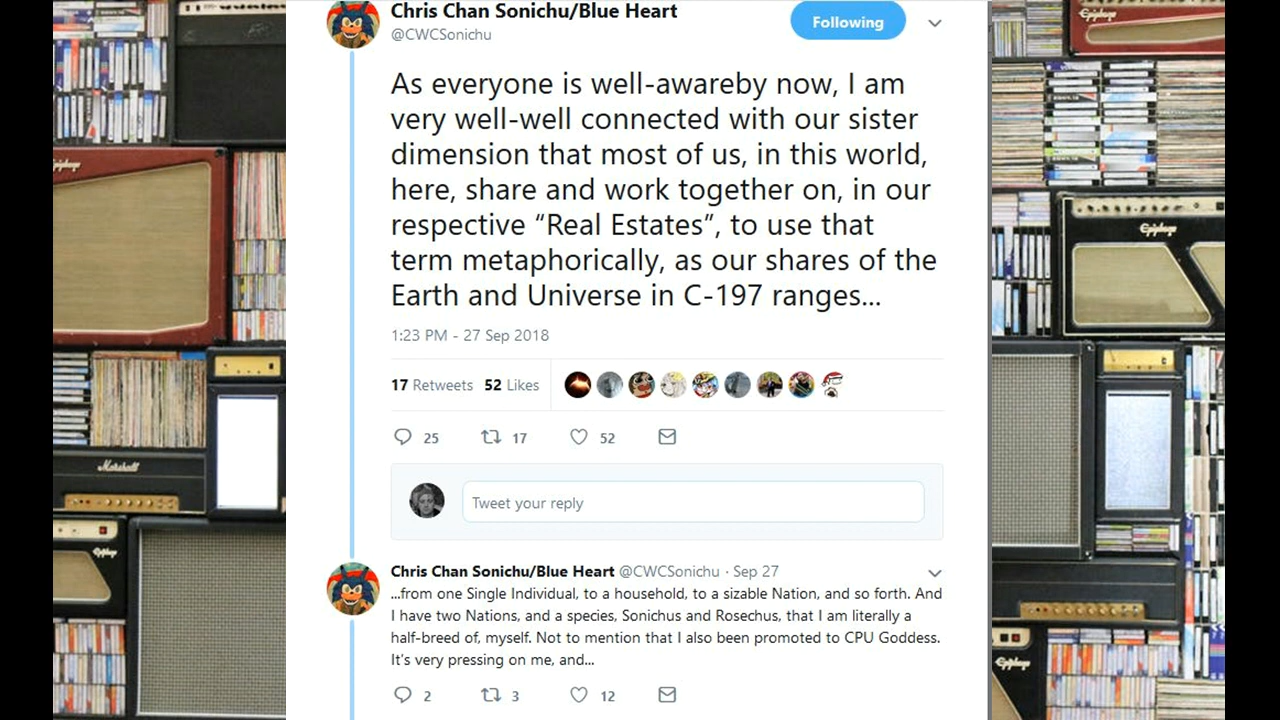 Chris Chan Sonichu/Blue Heart
@CWCSonichu
Following
As everyone is well-awareby now, I am
very well-well connected with our sister
dimension that most of us, in this world,
here, share and work together on, in our
respective “Real Estates”, to use that
term metaphorically, as our shares of the
Earth and Universe in C-197 ranges...
1:23 PM - 27 Sep 2018
17 Retweets 52 Likes
25 17 52
Tweet your reply
Chris Chan Sonichu/Blue Heart @CWCSonichu · Sep 27
...from one Single Individual, to a household, to a sizable Nation, and so forth. And
I have two Nations, and a species, Sonichus and Rosechus, that I am literally a
half-breed of, myself. Not to mention that I also been promoted to CPU Goddess.
It's very pressing on me, and...
2 3 12
Epiphone
Marshall
Epiphone
Epiphone
Epiphone
Epiphone
Epiphone